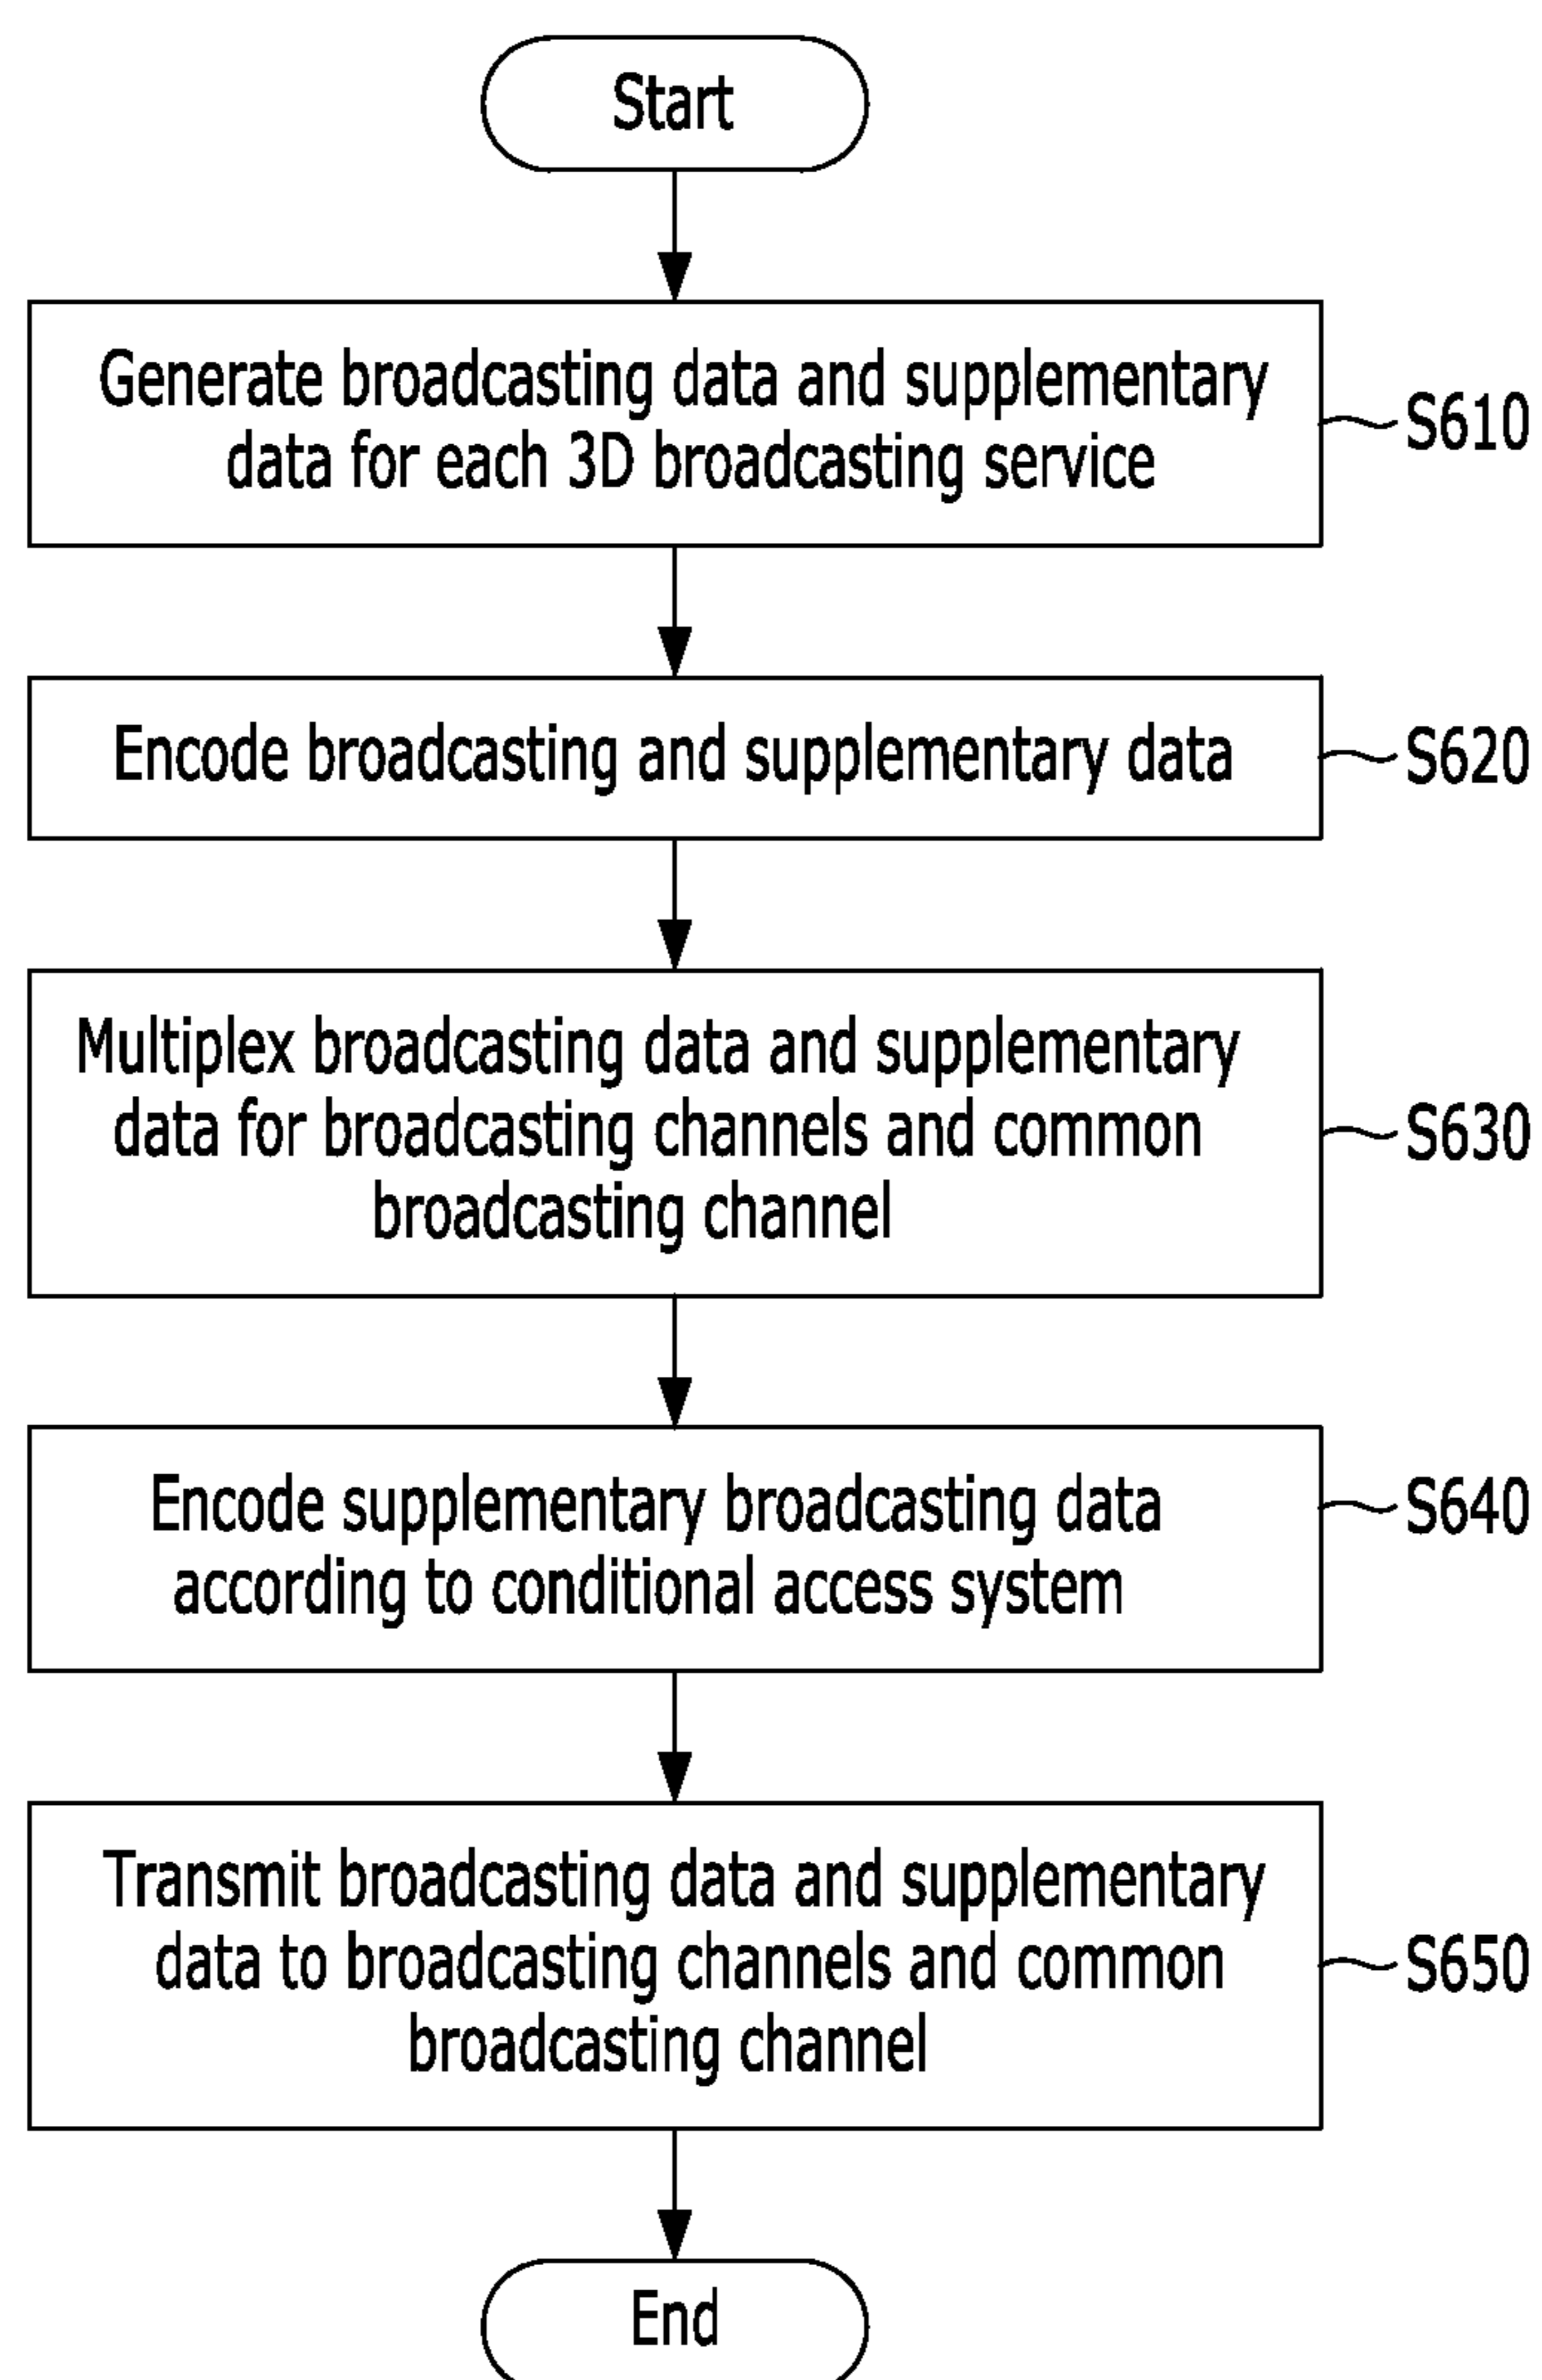 Start
Generate broadcasting data and supplementary
data for each 3D broadcasting service
S610
Encode broadcasting and supplementary data
S620
Multiplex broadcasting data and supplementary
data for broadcasting channels and common
broadcasting channel
S630
Encode supplementary broadcasting data
according to conditional access system
S640
Transmit broadcasting data and supplementary
data to broadcasting channels and common
broadcasting channel
S650
End